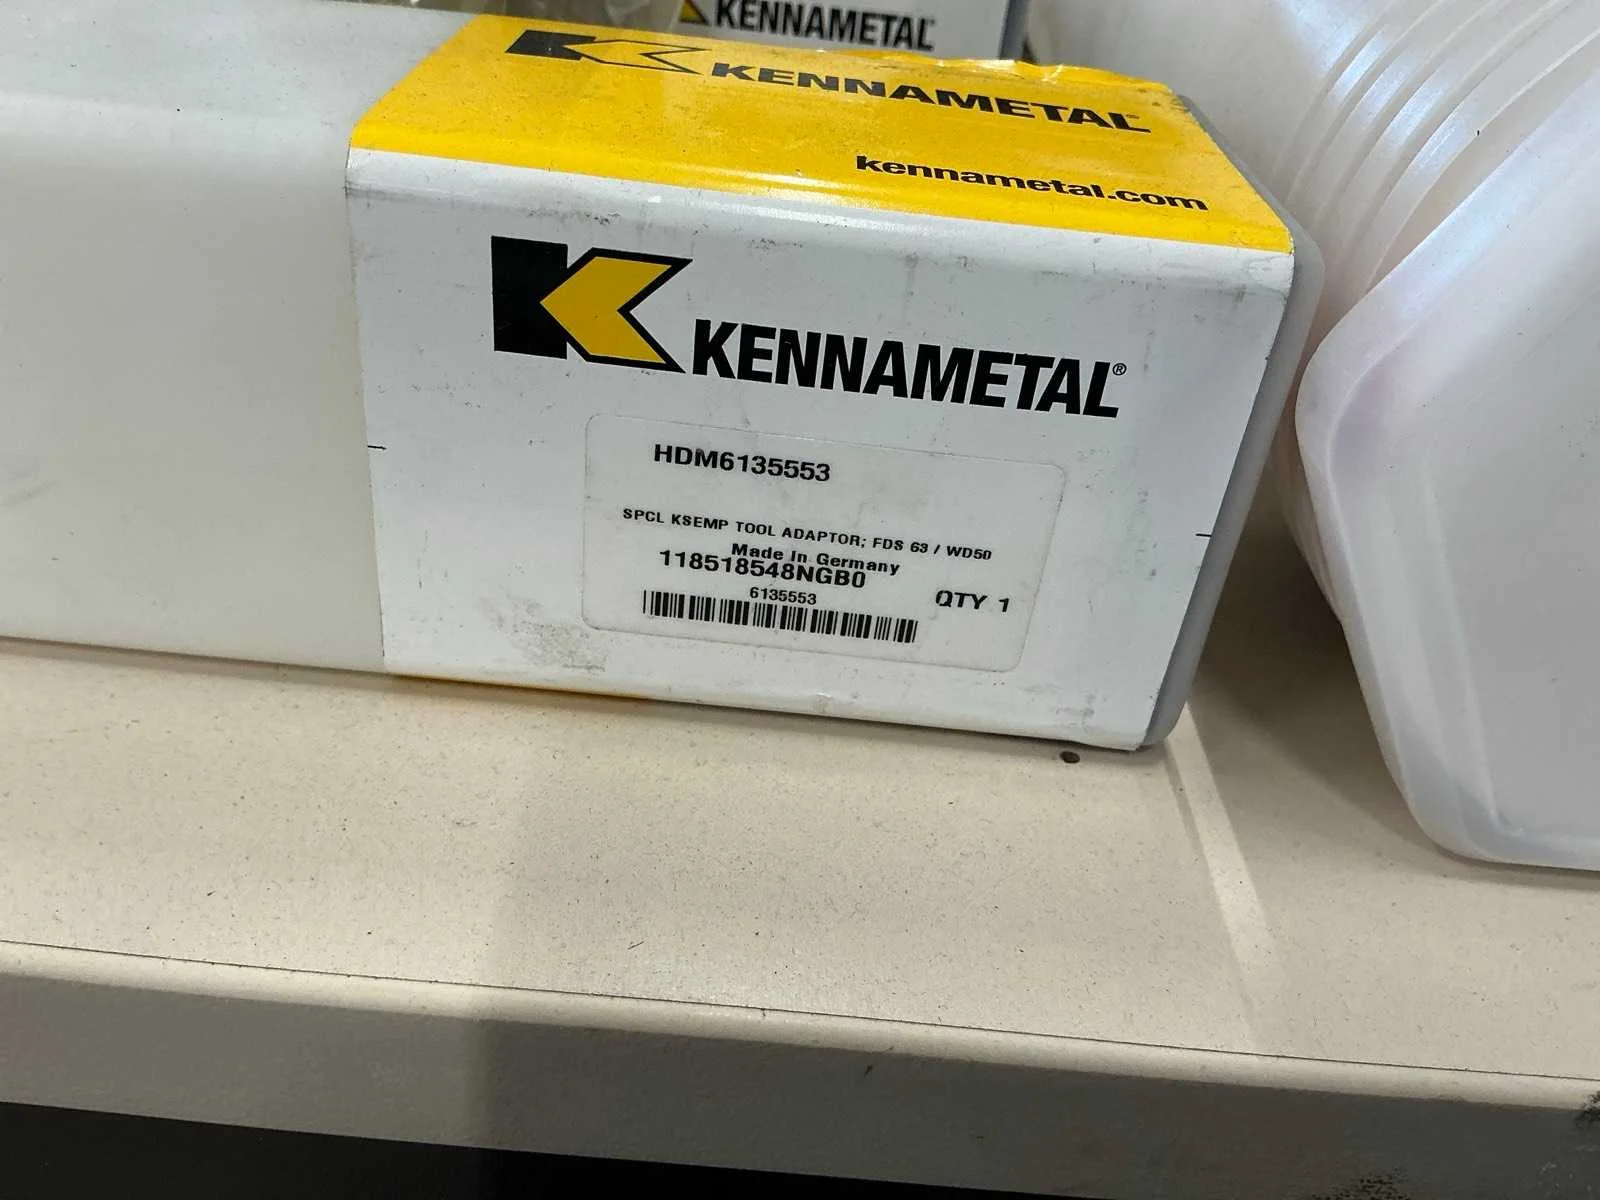 KENNAMETAL
KENNAMETAL
kennametal.com
KENNAMETAL®
HDM6135553
SPCL KSEMP TOOL ADAPTOR; FDS 63 / WD50
Made In Germany
118518548NGB0
6135553
QTY 1